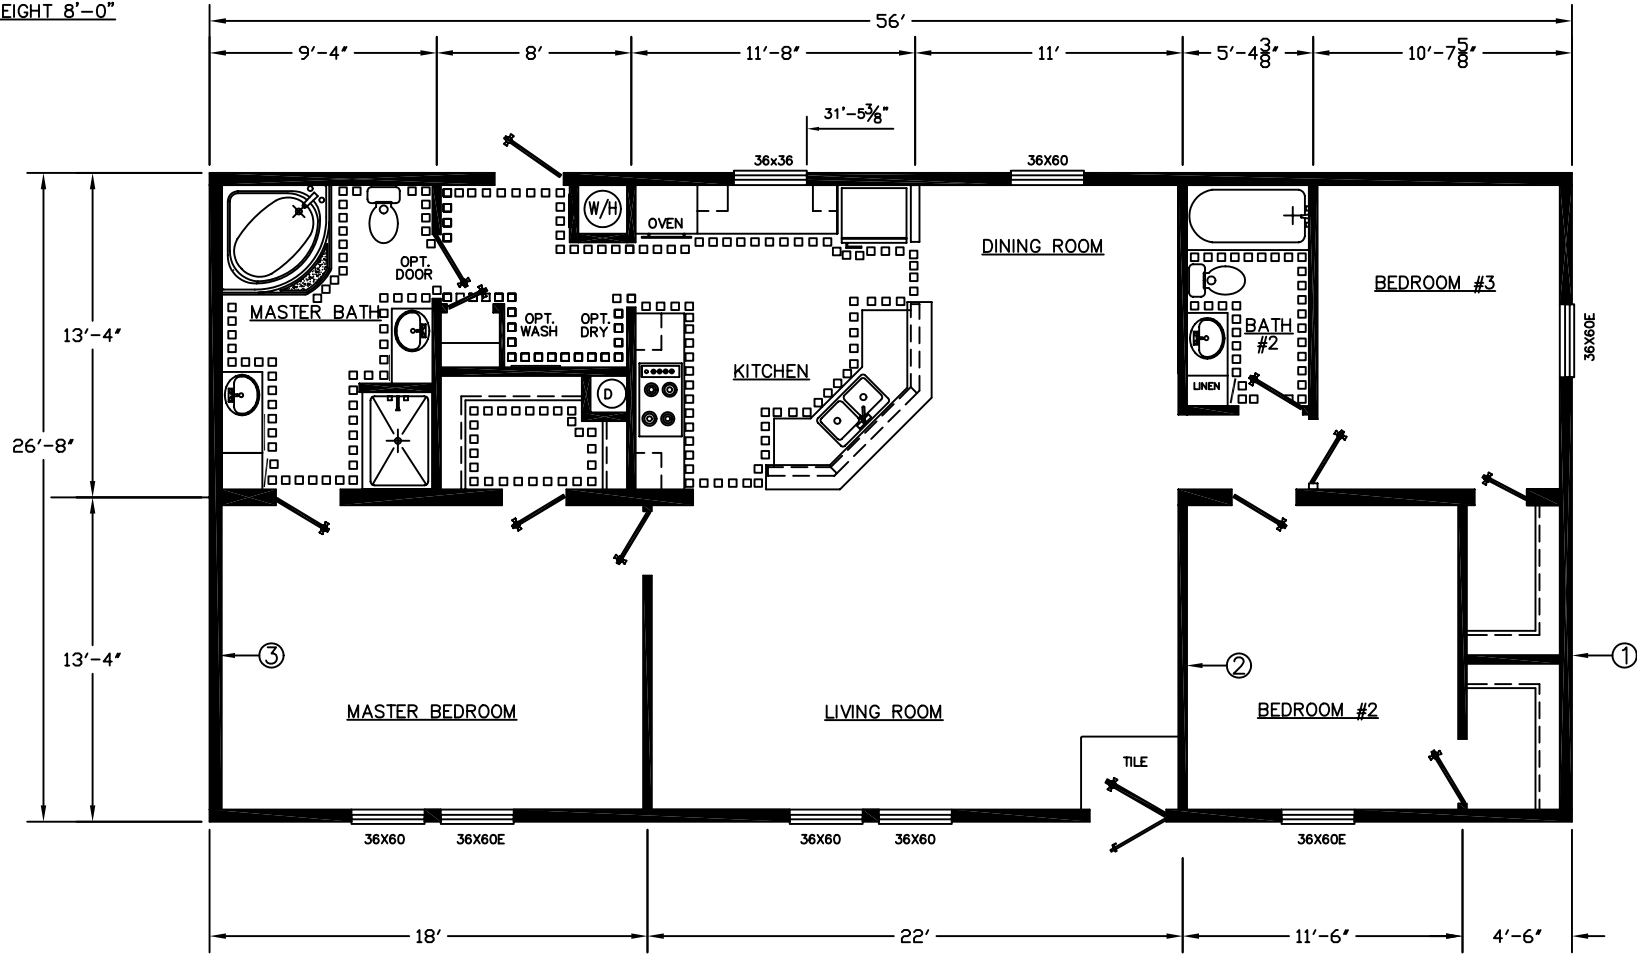 EIGHT 8'-0"
56'
9'-4"
8'
11'-8"
11'
5'-4 3/8"
10'-7 5/8"
31'-5 3/8"
36x36
36X60
W/H
OVEN
DINING ROOM
OPT.
DOOR
BEDROOM #3
MASTER BATH
OPT.
WASH
OPT.
DRY
BATH
#2
36X60E
13'-4"
KITCHEN
LINEN
D
26'-8"
13'-4"
3
2
1
MASTER BEDROOM
LIVING ROOM
BEDROOM #2
TILE
36X60
36X60E
36X60
36X60
36X60E
18'
22'
11'-6"
4'-6"